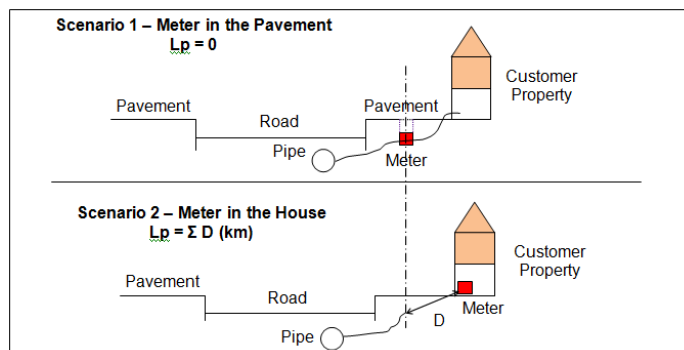 Scenario 1 – Meter in the Pavement
Lp = 0
Customer
Property
Pavement
Pavement
Road
Pipe
Meter
Scenario 2 – Meter in the House
Lp = Σ D (km)
Customer
Property
Pavement
Road
Meter
D
Pipe